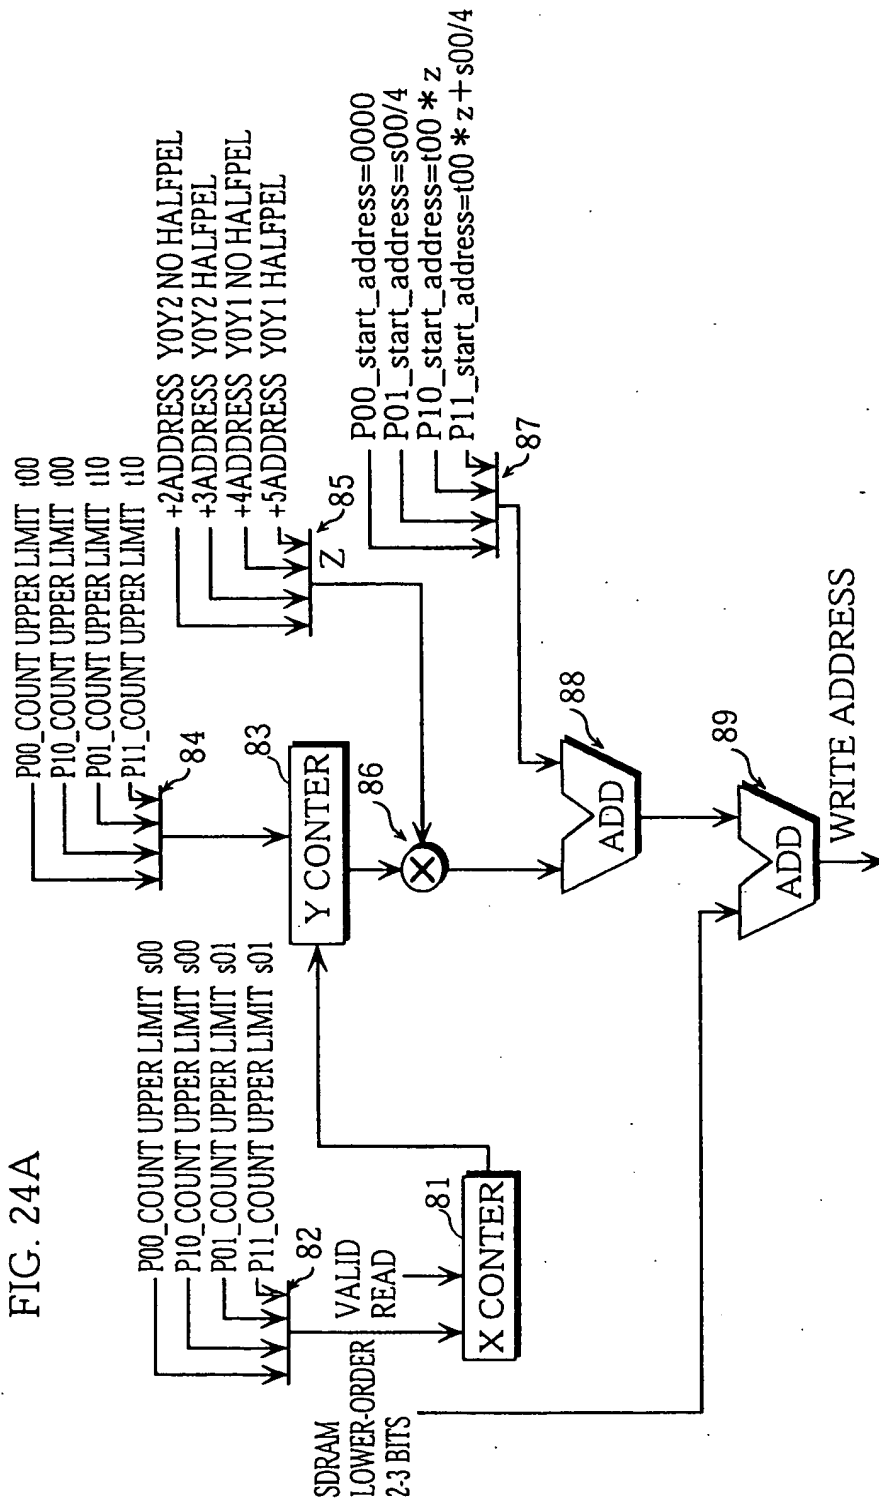 FIG. 24A
P00_COUNT UPPER LIMIT s00
P10_COUNT UPPER LIMIT s00
P01_COUNT UPPER LIMIT s01
P11_COUNT UPPER LIMIT s01
82
VALID
READ
81
X CONTER
SDRAM
LOWER-ORDER
2-3 BITS
P00_COUNT UPPER LIMIT t00
P10_COUNT UPPER LIMIT t00
P01_COUNT UPPER LIMIT t10
P11_COUNT UPPER LIMIT t10
84
83
Y CONTER
86
×
+2ADDRESS Y0Y2 NO HALFPEL
+3ADDRESS Y0Y2 HALFPEL
+4ADDRESS Y0Y1 NO HALFPEL
+5ADDRESS Y0Y1 HALFPEL
85
Z
P00_start_address=0000
P01_start_address=s00/4
P10_start_address=t00*z
P11_start_address=t00*z+s00/4
87
88
ADD
89
ADD
WRITE ADDRESS